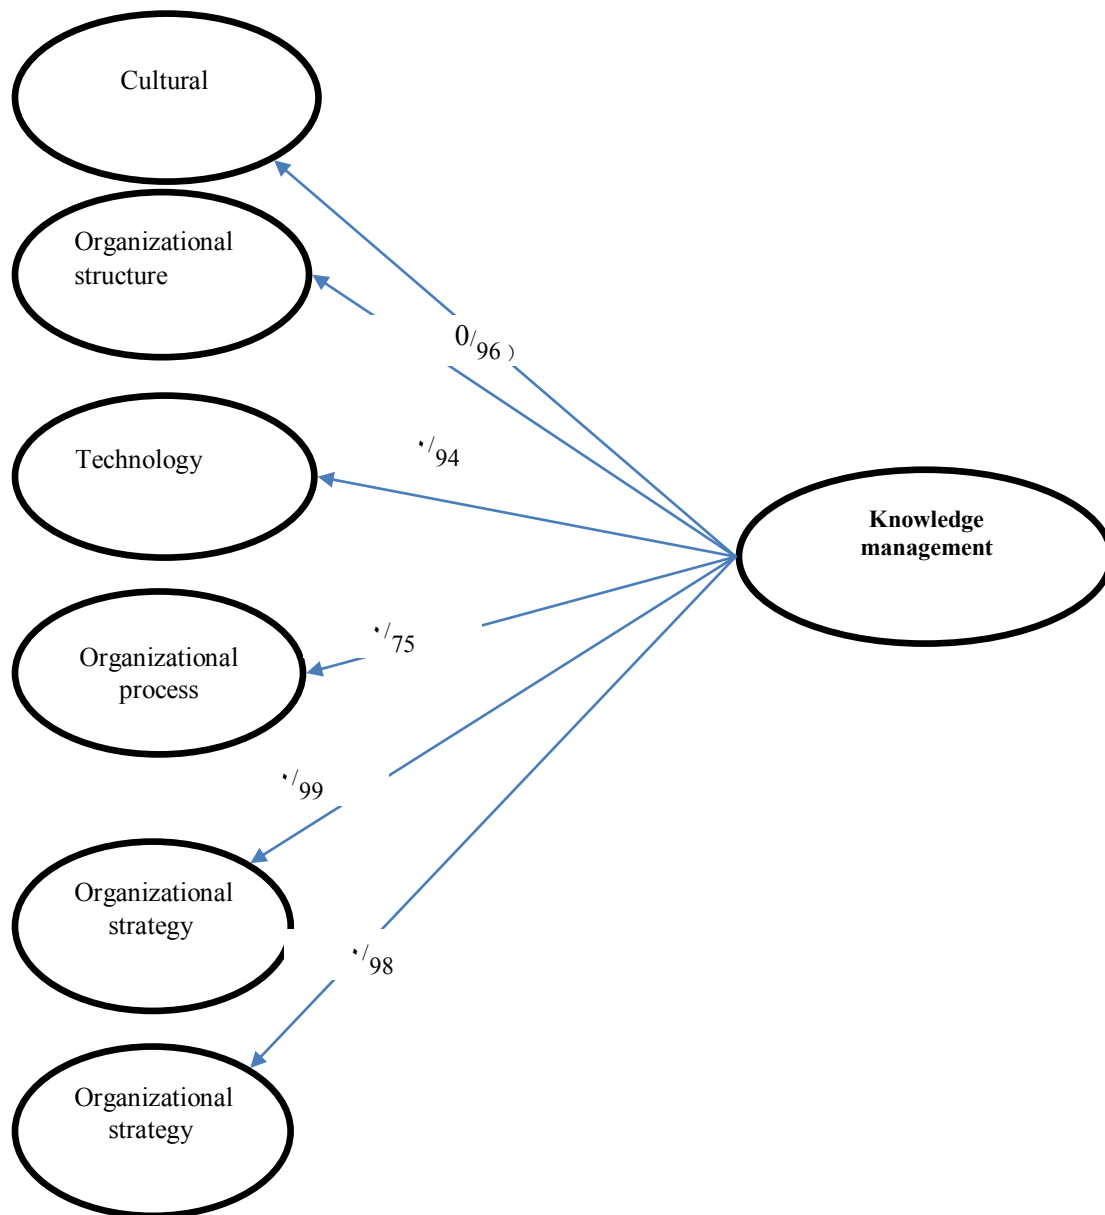 Cultural
Organizational
structure
0/96 )
Technology
٠/94
Knowledge
management
Organizational
process
٠/75
٠/99
Organizational
strategy
٠/98
Organizational
strategy